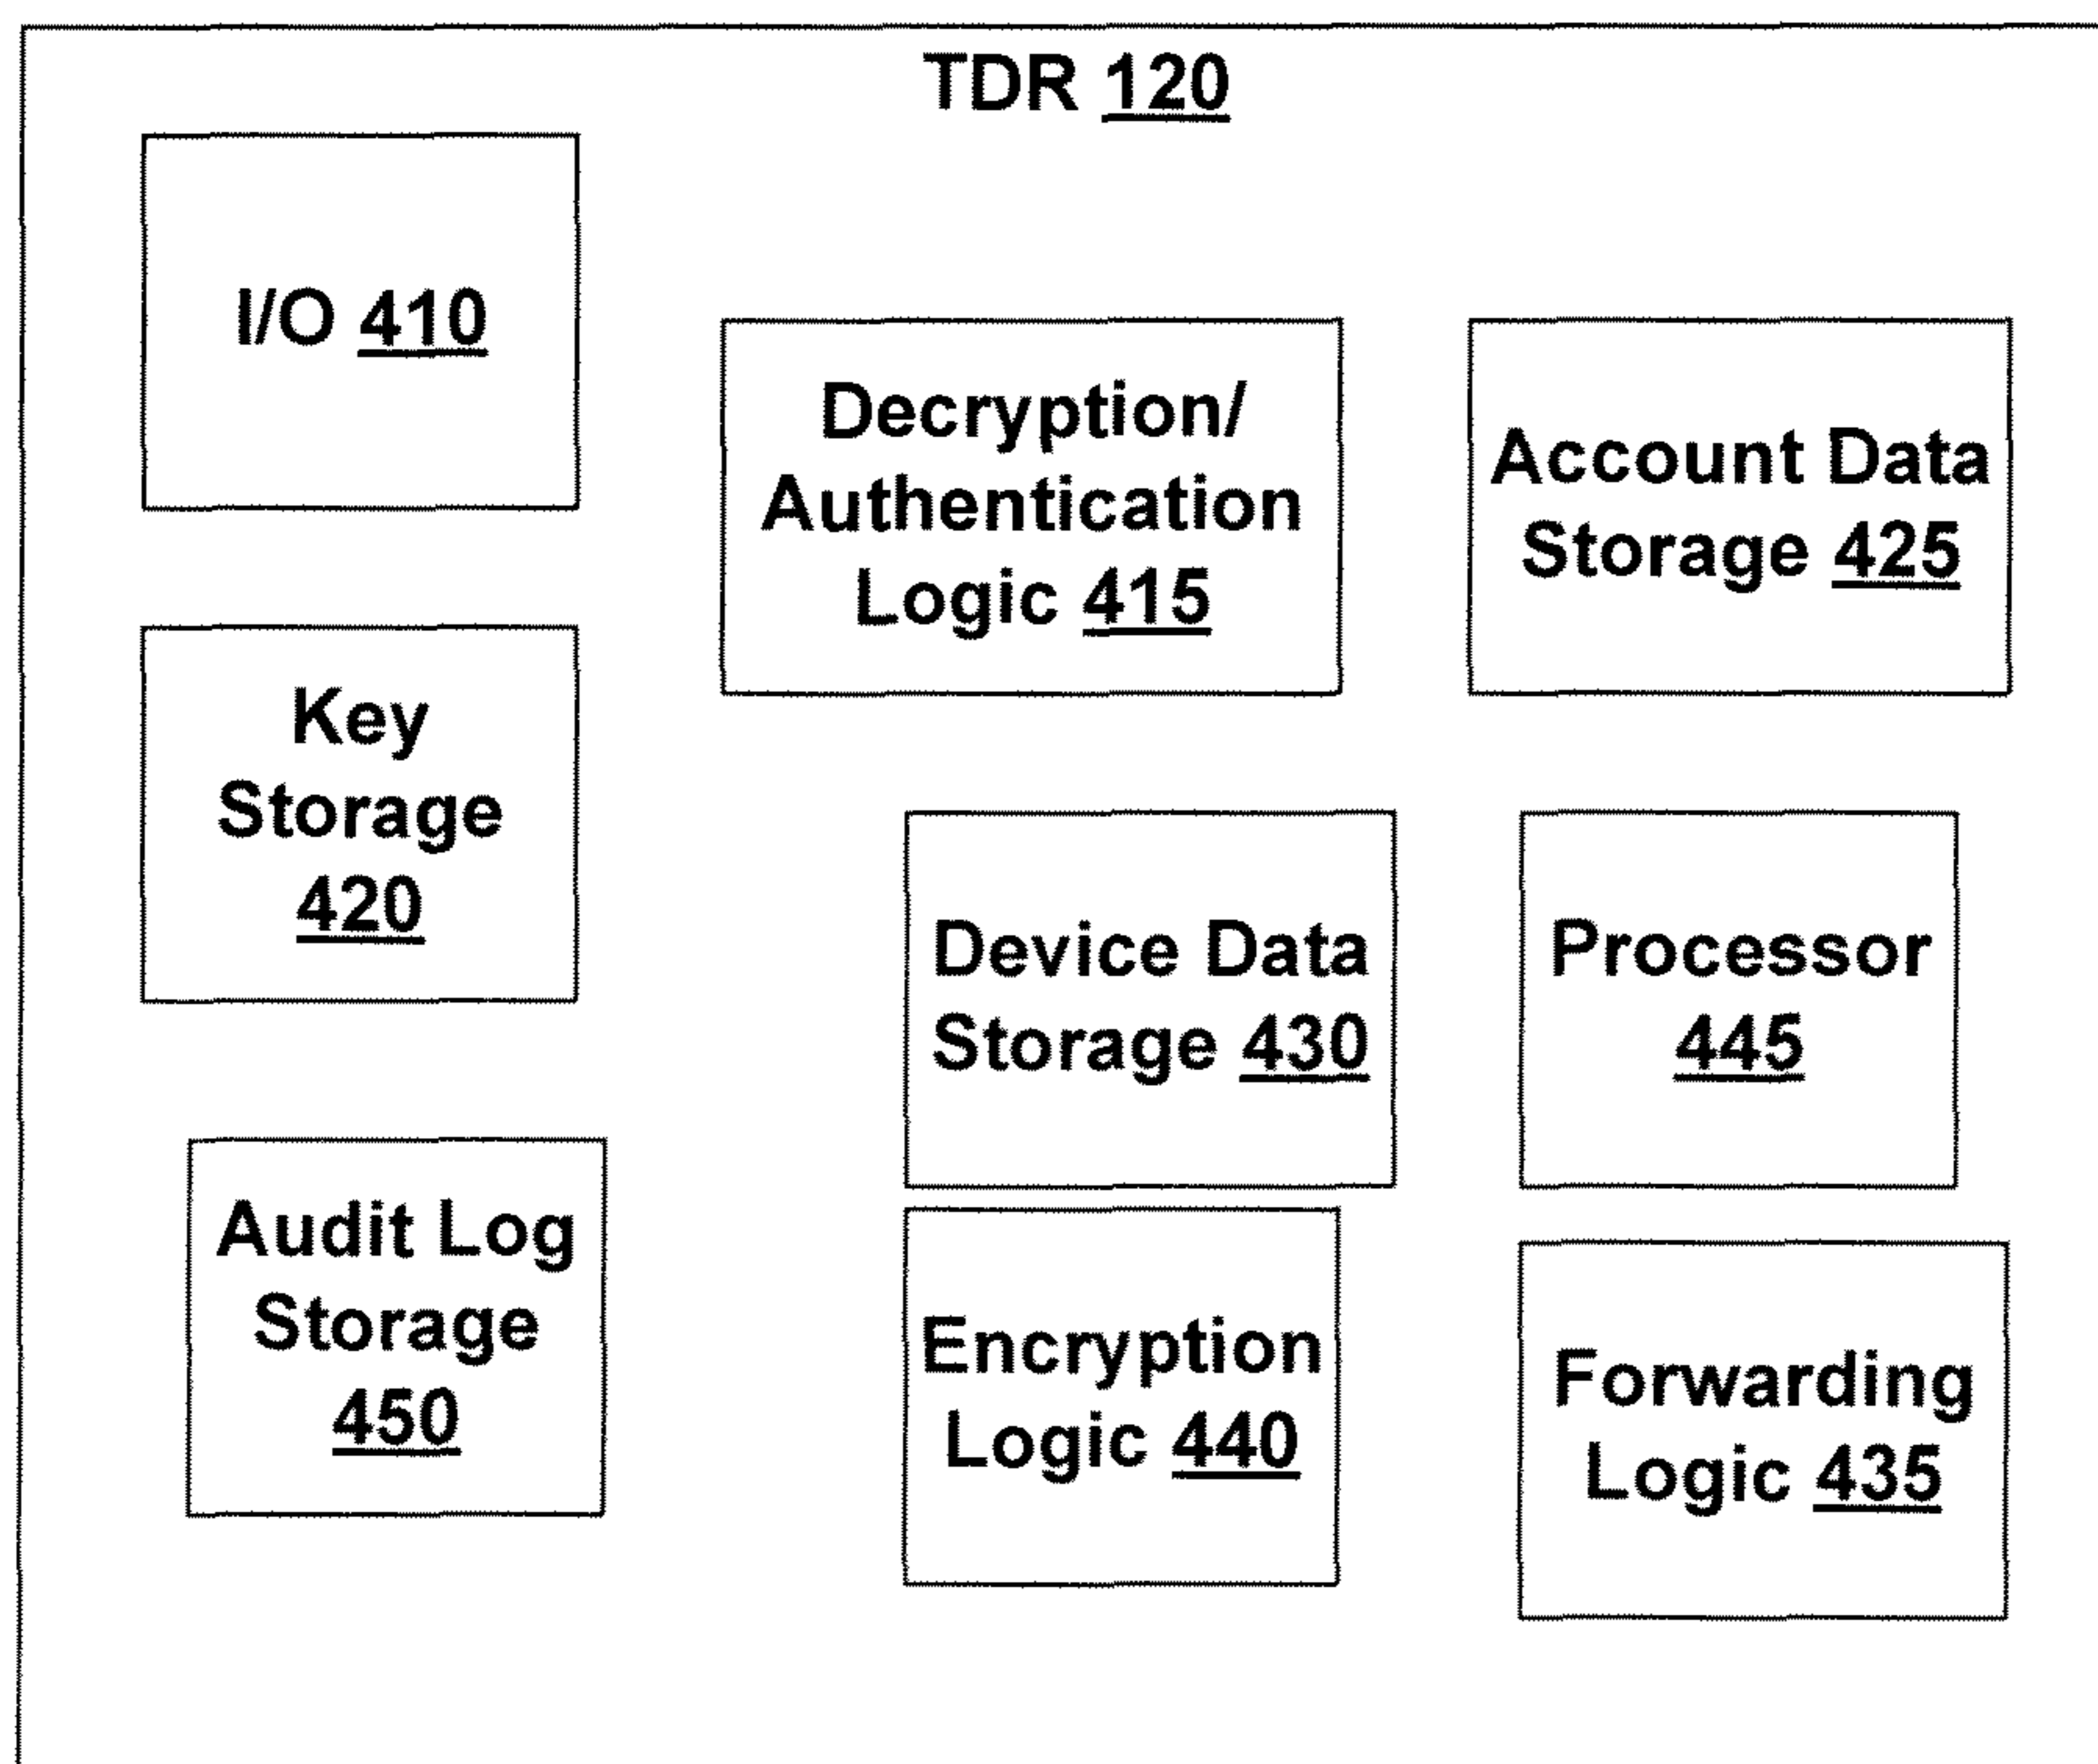 TDR 120
I/O 410
Decryption/
Authentication
Logic 415
Account Data
Storage 425
Key
Storage
420
Device Data
Storage 430
Processor
445
Audit Log
Storage
450
Encryption
Logic 440
Forwarding
Logic 435